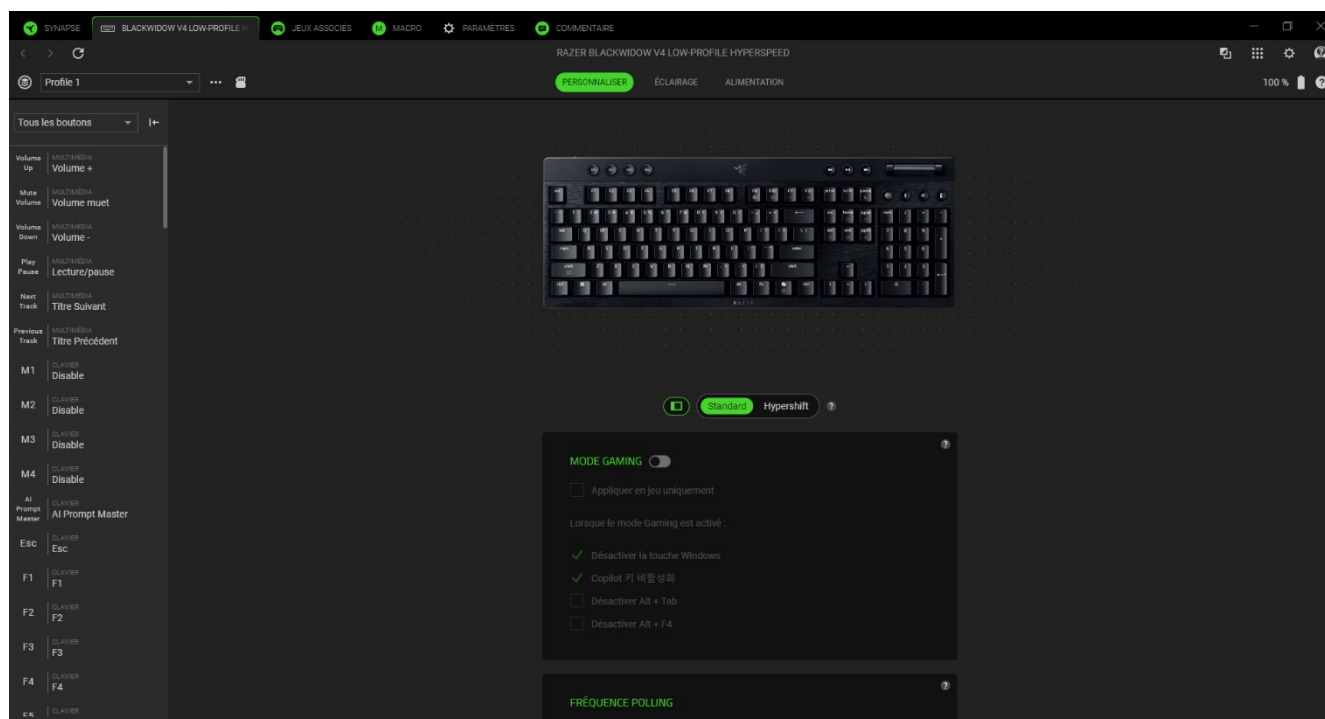 SYNAPSE
BLACKWIDOW V4 LOW-PROFILE H
JEUX ASSOCIÉS
MACRO
PARAMÈTRES
COMMENTAIRE
RAZER BLACKWIDOW V4 LOW-PROFILE HYPERSPEED
Profile 1
PERSONNALISER
ÉCLAIRAGE
ALIMENTATION
100 %
Tous les boutons
Volume Up
MULTIMÉDIA
Volume +
Mute Volume
MULTIMÉDIA
Volume muet
Volume Down
MULTIMÉDIA
Volume -
Play Pause
MULTIMÉDIA
Lecture/pause
Next Track
MULTIMÉDIA
Titre Suivant
Previous Track
MULTIMÉDIA
Titre Précédent
M1
CLAVIER
Disable
M2
CLAVIER
Disable
M3
CLAVIER
Disable
M4
CLAVIER
Disable
AI Prompt Master
CLAVIER
AI Prompt Master
Esc
CLAVIER
Esc
F1
CLAVIER
F1
F2
CLAVIER
F2
F3
CLAVIER
F3
F4
CLAVIER
F4
F5
CLAVIER
Standard
Hypershift
MODE GAMING
Appliquer en jeu uniquement
Lorsque le mode Gaming est activé :
Désactiver la touche Windows
Copilot 키 비활성화
Désactiver Alt + Tab
Désactiver Alt + F4
FRÉQUENCE POLLING